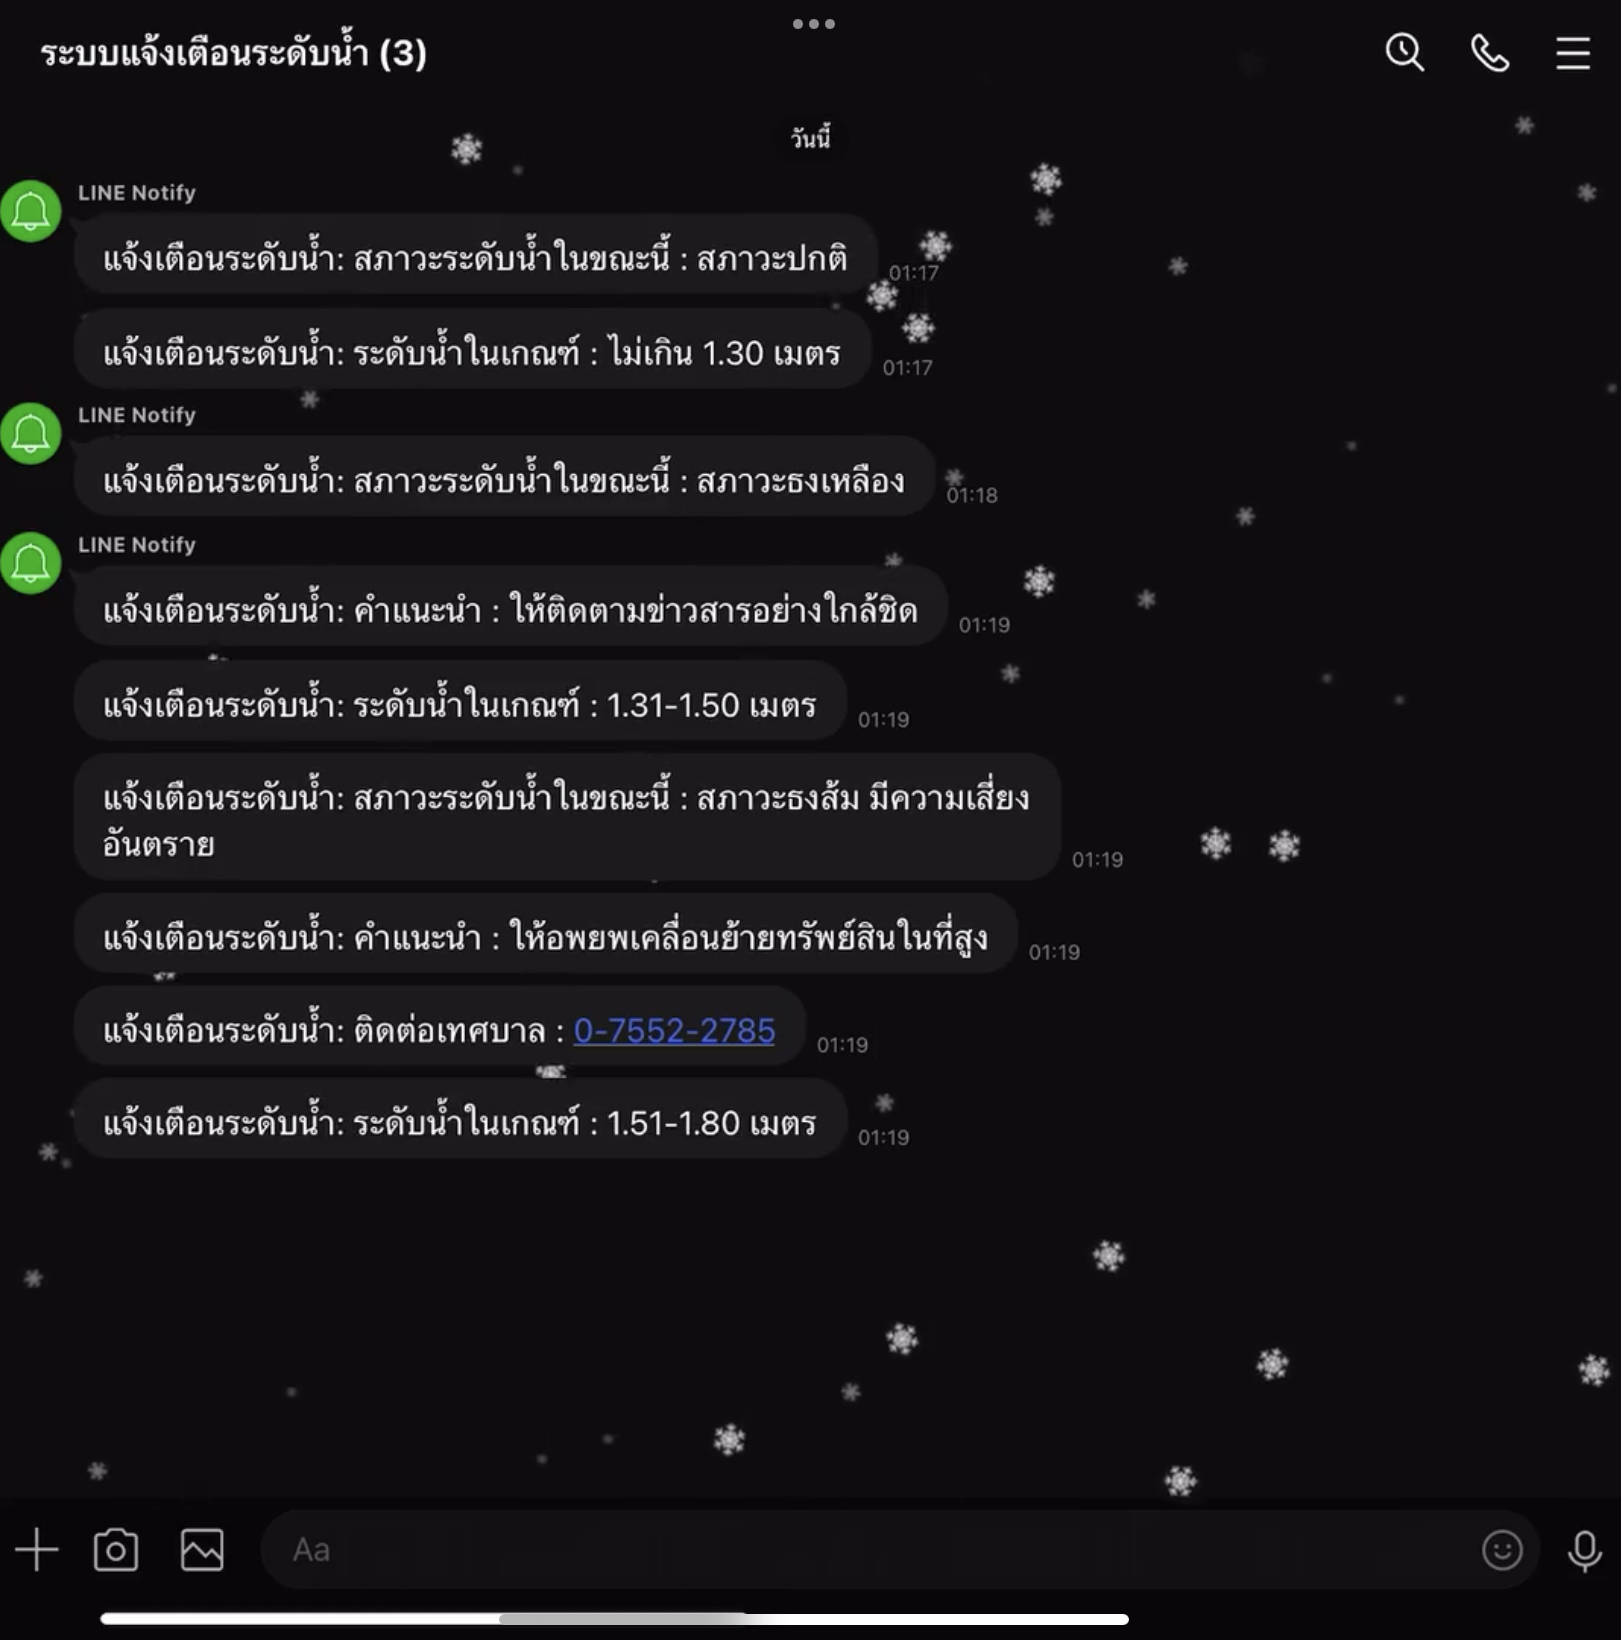 ระบบแจ้งเตือนระดับน้ำ (3)
วันนี้
LINE Notify
แจ้งเตือนระดับน้ำ: สภาวะระดับน้ำในขณะนี้ : สภาวะปกติ
01:17
แจ้งเตือนระดับน้ำ: ระดับน้ำในเกณฑ์ : ไม่เกิน 1.30 เมตร
01:17
LINE Notify
แจ้งเตือนระดับน้ำ: สภาวะระดับน้ำในขณะนี้ : สภาวะธงเหลือง
01:18
LINE Notify
แจ้งเตือนระดับน้ำ: คำแนะนำ : ให้ติดตามข่าวสารอย่างใกล้ชิด
01:19
แจ้งเตือนระดับน้ำ: ระดับน้ำในเกณฑ์ : 1.31-1.50 เมตร
01:19
แจ้งเตือนระดับน้ำ: สภาวะระดับน้ำในขณะนี้ : สภาวะธงส้ม มีความเสี่ยง
อันตราย
01:19
แจ้งเตือนระดับน้ำ: คำแนะนำ : ให้อพยพเคลื่อนย้ายทรัพย์สินในที่สูง
01:19
แจ้งเตือนระดับน้ำ: ติดต่อเทศบาล : 0-7552-2785
01:19
แจ้งเตือนระดับน้ำ: ระดับน้ำในเกณฑ์ : 1.51-1.80 เมตร
01:19
Aa